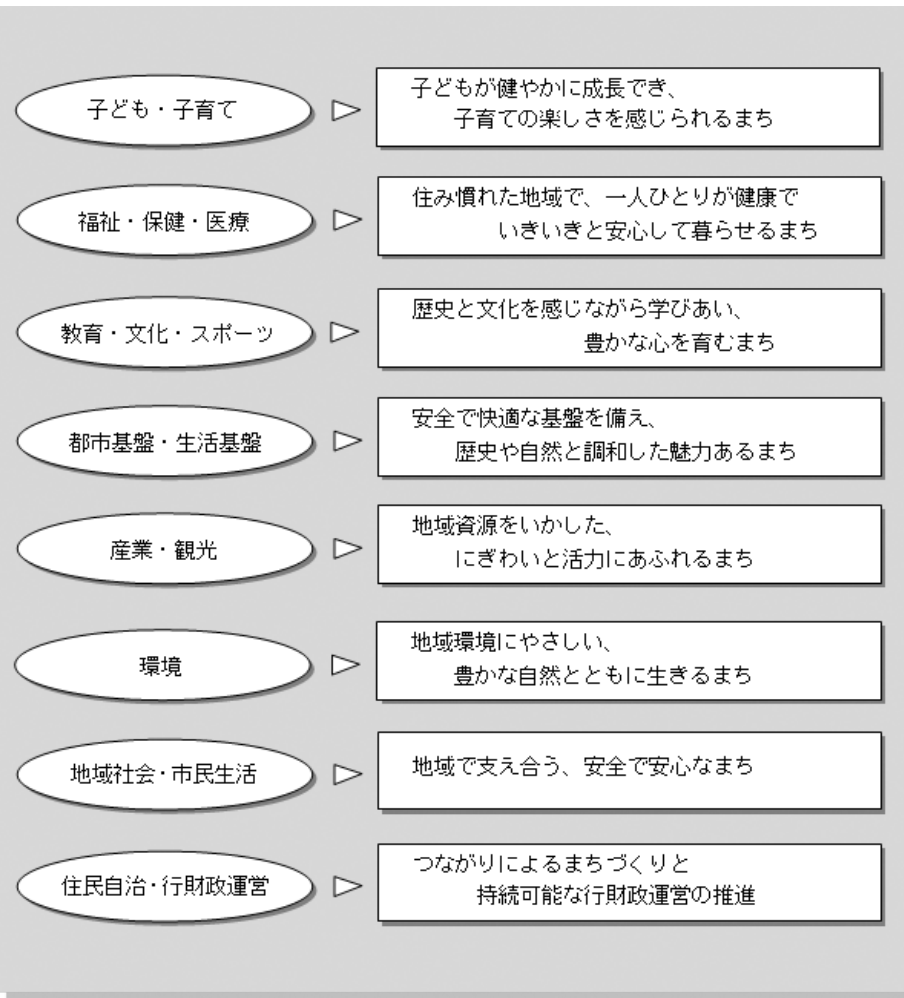 子ども・子育て
子どもが健やかに成長でき、
子育ての楽しさを感じられるまち
福祉・保健・医療
住み慣れた地域で、一人ひとりが健康で
いきいきと安心して暮らせるまち
教育・文化・スポーツ
歴史と文化を感じながら学びあい、
豊かな心を育むまち
都市基盤・生活基盤
安全で快適な基盤を備え、
歴史や自然と調和した魅力あるまち
産業・観光
地域資源をいかした、
にぎわいと活力にあふれるまち
環境
地域環境にやさしい、
豊かな自然とともに生きるまち
地域社会・市民生活
地域で支え合う、安全で安心なまち
住民自治・行財政運営
つながりによるまちづくりと
持続可能な行財政運営の推進